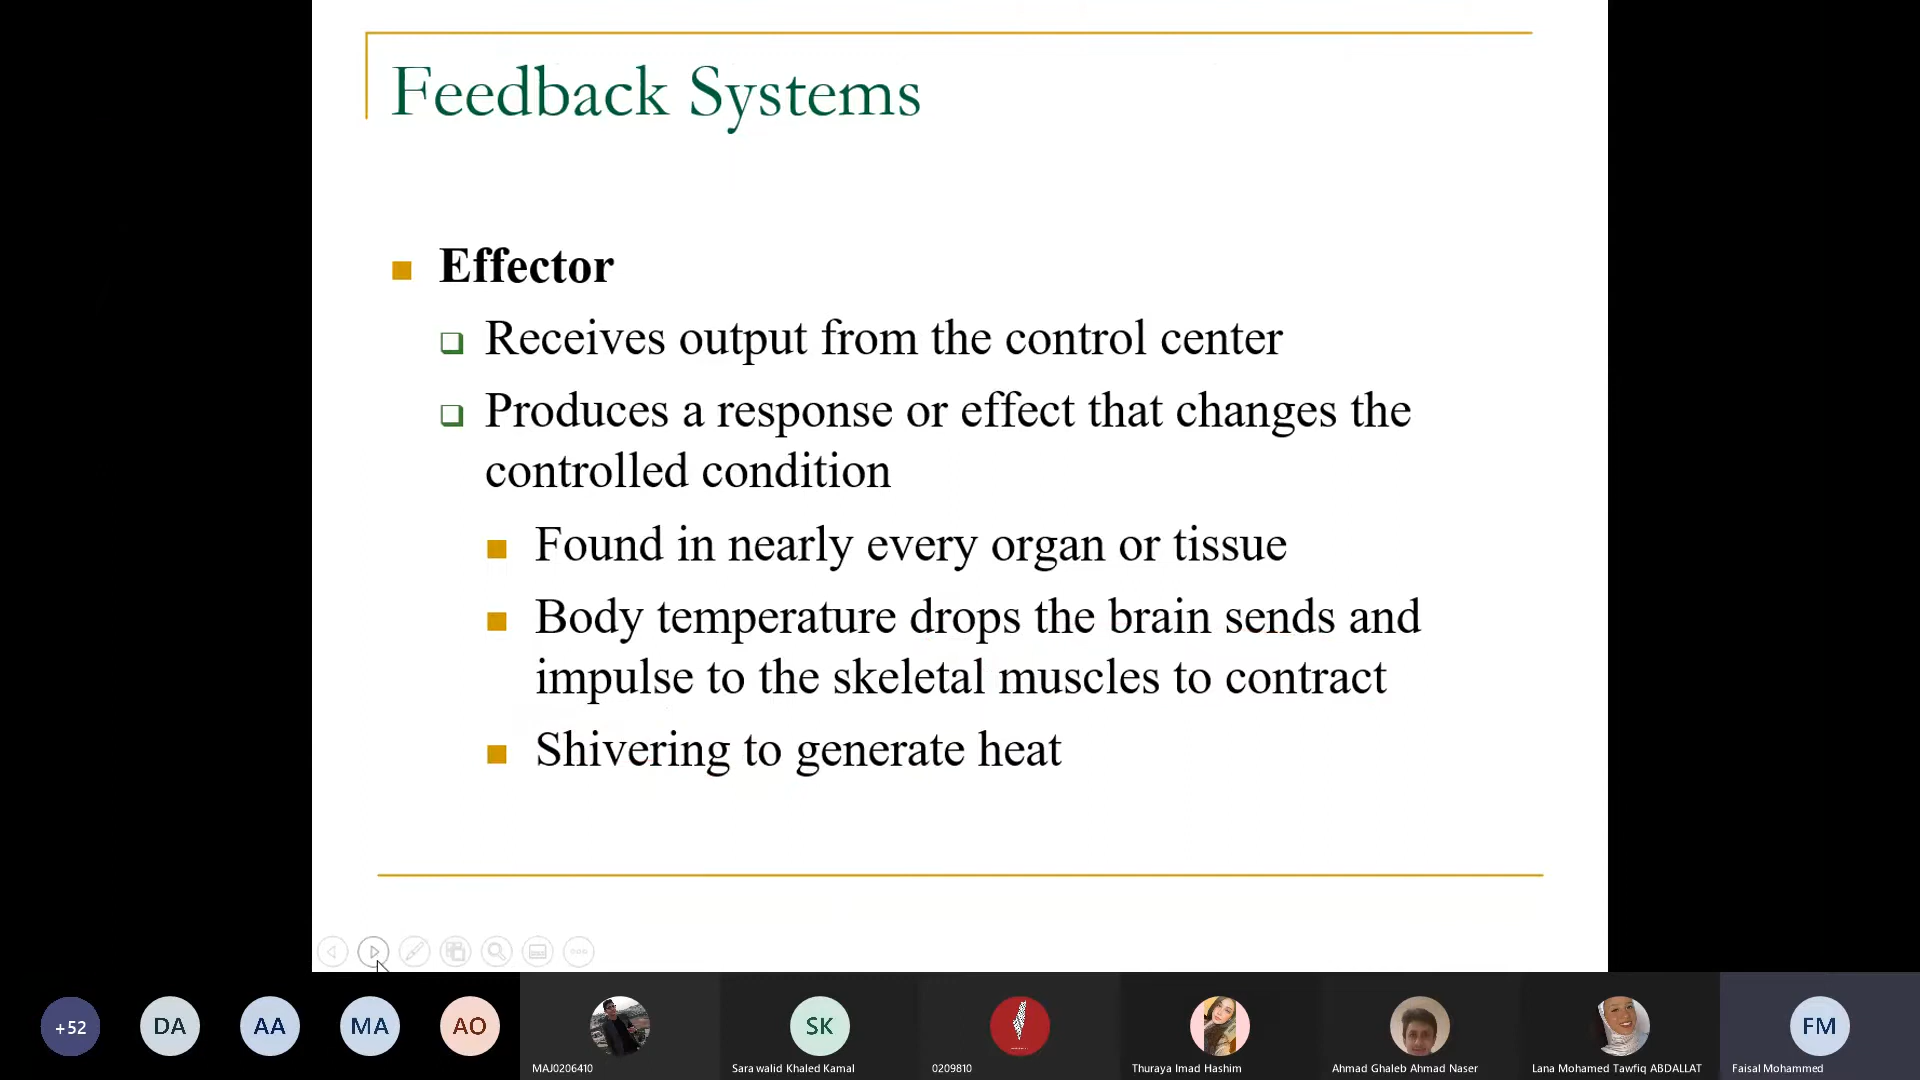 Feedback Systems
Effector
Receives output from the control center
Produces a response or effect that changes the
controlled condition
Found in nearly every organ or tissue
Body temperature drops the brain sends and
impulse to the skeletal muscles to contract
Shivering to generate heat
+52
DA
AA
MA
AO
SK
FM
MAJ0206410
Sara walid Khaled Kamal
0209810
Thuraya Imad Hashim
Ahmad Ghaleb Ahmad Naser
Lana Mohamed Tawfiq ABDALLAT
Faisal Mohammed